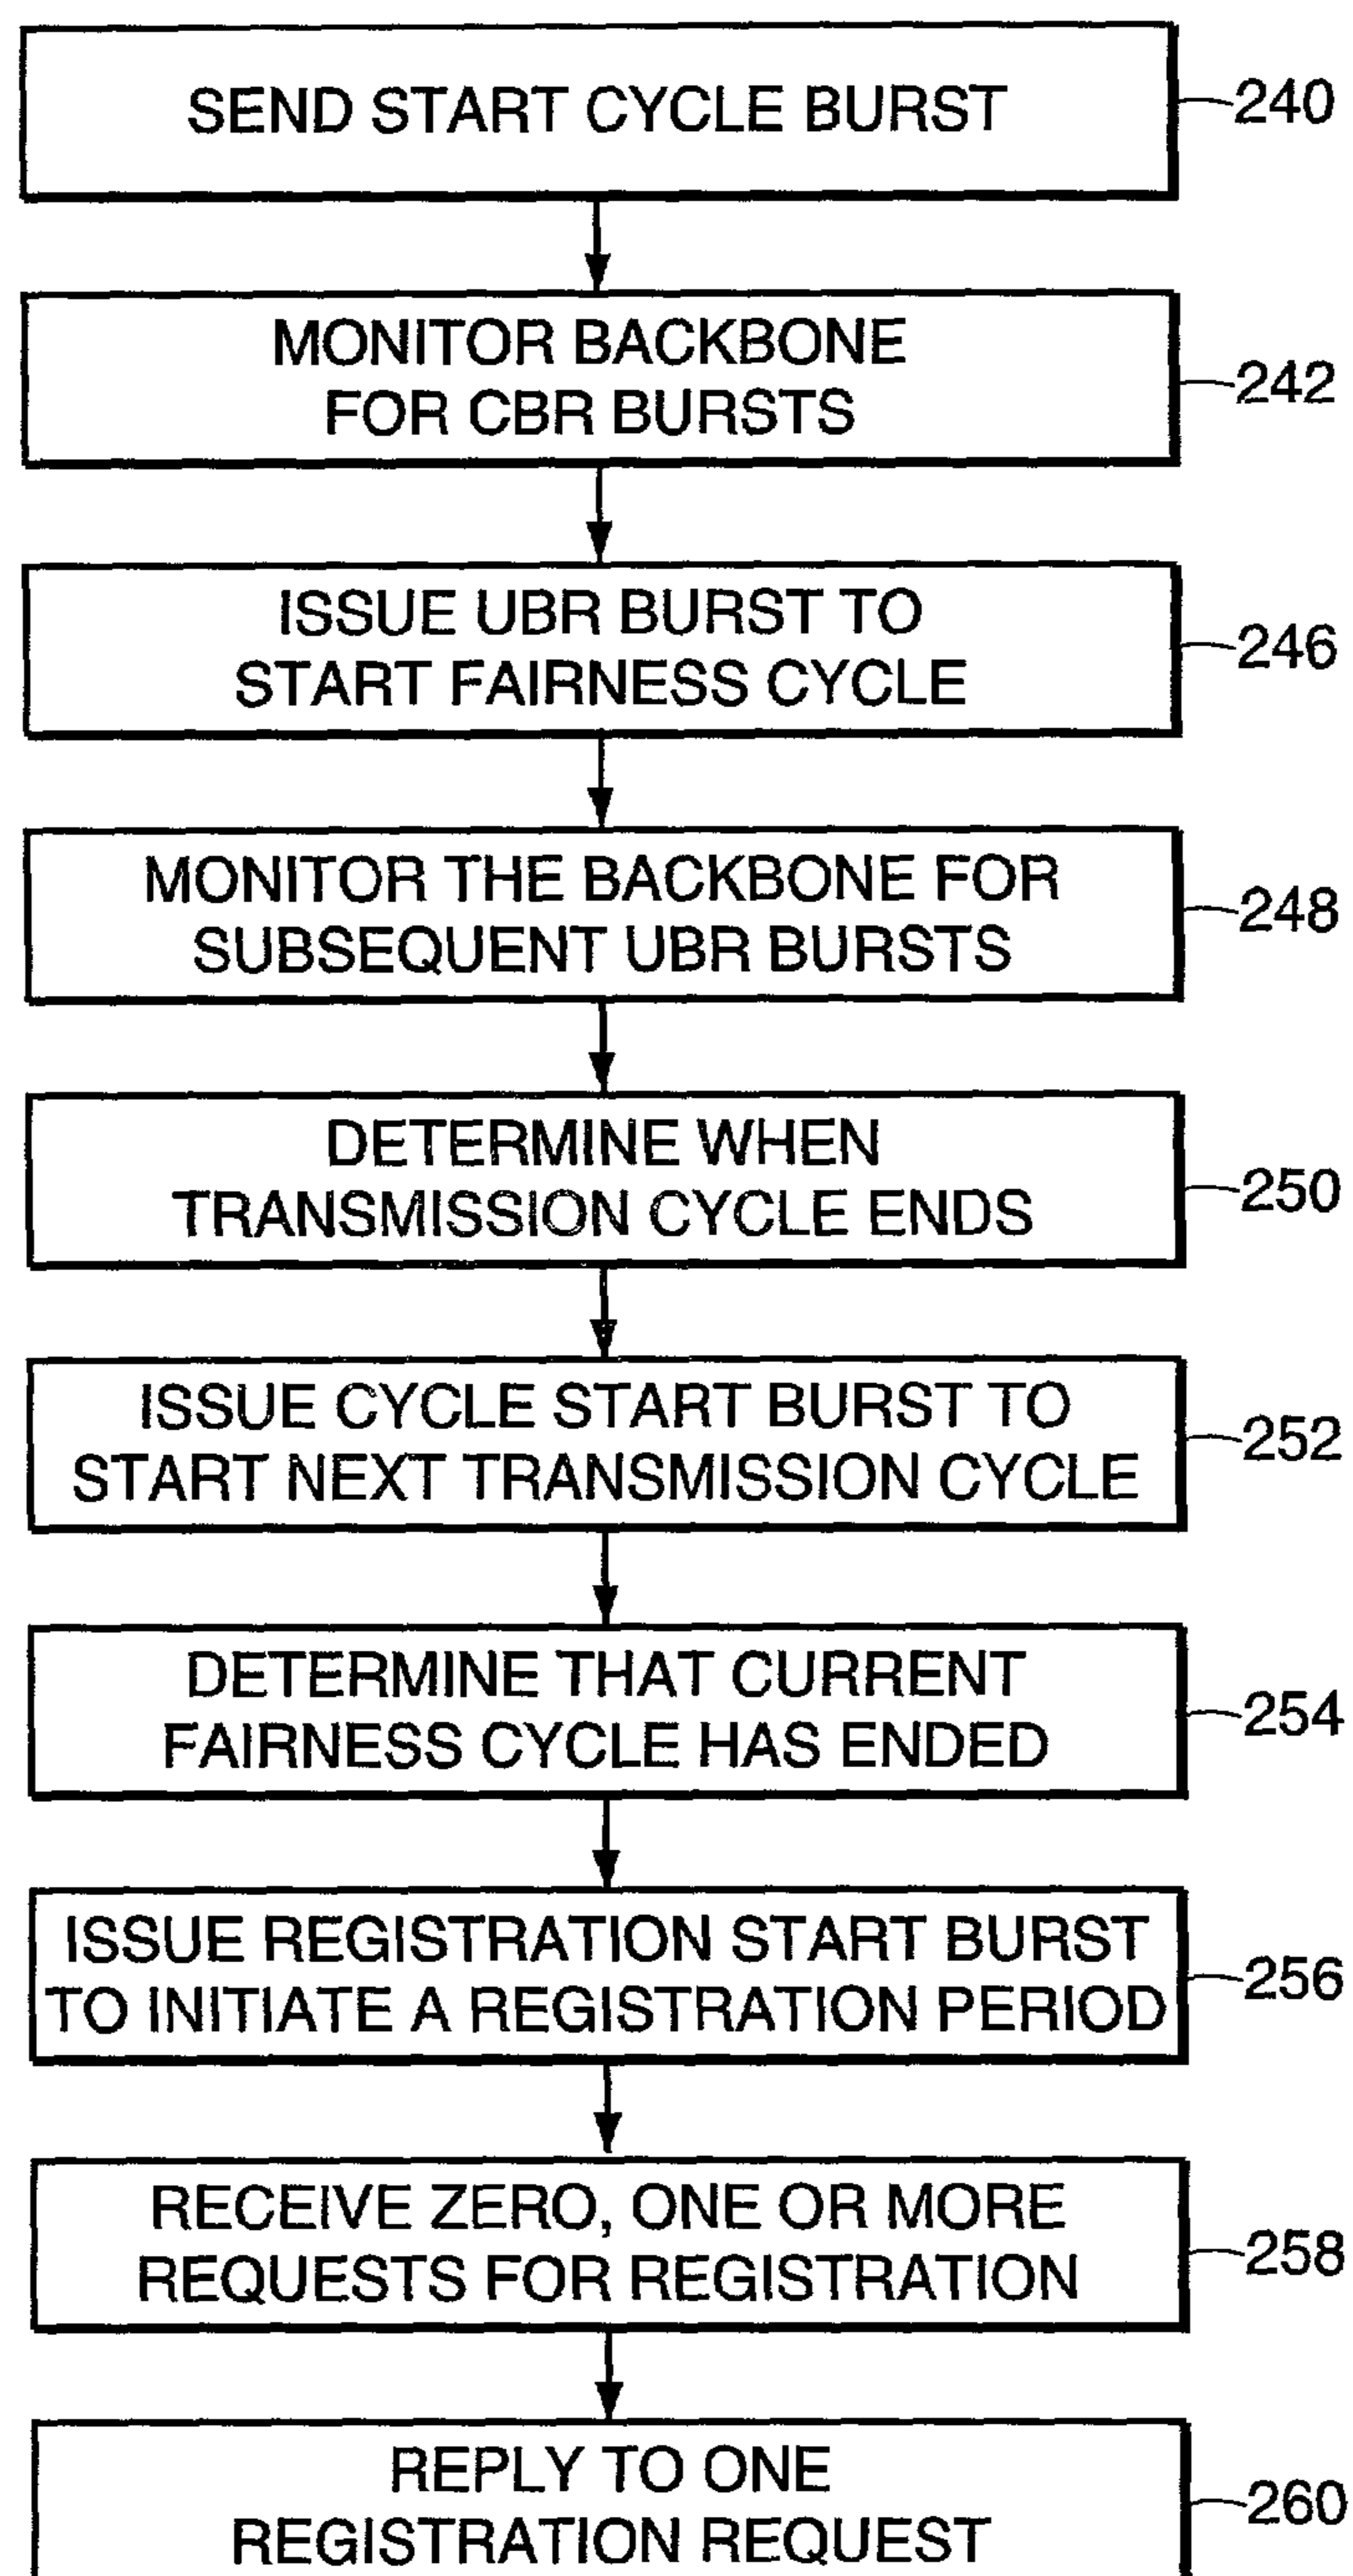 SEND START CYCLE BURST
240
MONITOR BACKBONE
FOR CBR BURSTS
242
ISSUE UBR BURST TO
START FAIRNESS CYCLE
246
MONITOR THE BACKBONE FOR
SUBSEQUENT UBR BURSTS
248
DETERMINE WHEN
TRANSMISSION CYCLE ENDS
250
ISSUE CYCLE START BURST TO
START NEXT TRANSMISSION CYCLE
252
DETERMINE THAT CURRENT
FAIRNESS CYCLE HAS ENDED
254
ISSUE REGISTRATION START BURST
TO INITIATE A REGISTRATION PERIOD
256
RECEIVE ZERO, ONE OR MORE
REQUESTS FOR REGISTRATION
258
REPLY TO ONE
REGISTRATION REQUEST
260